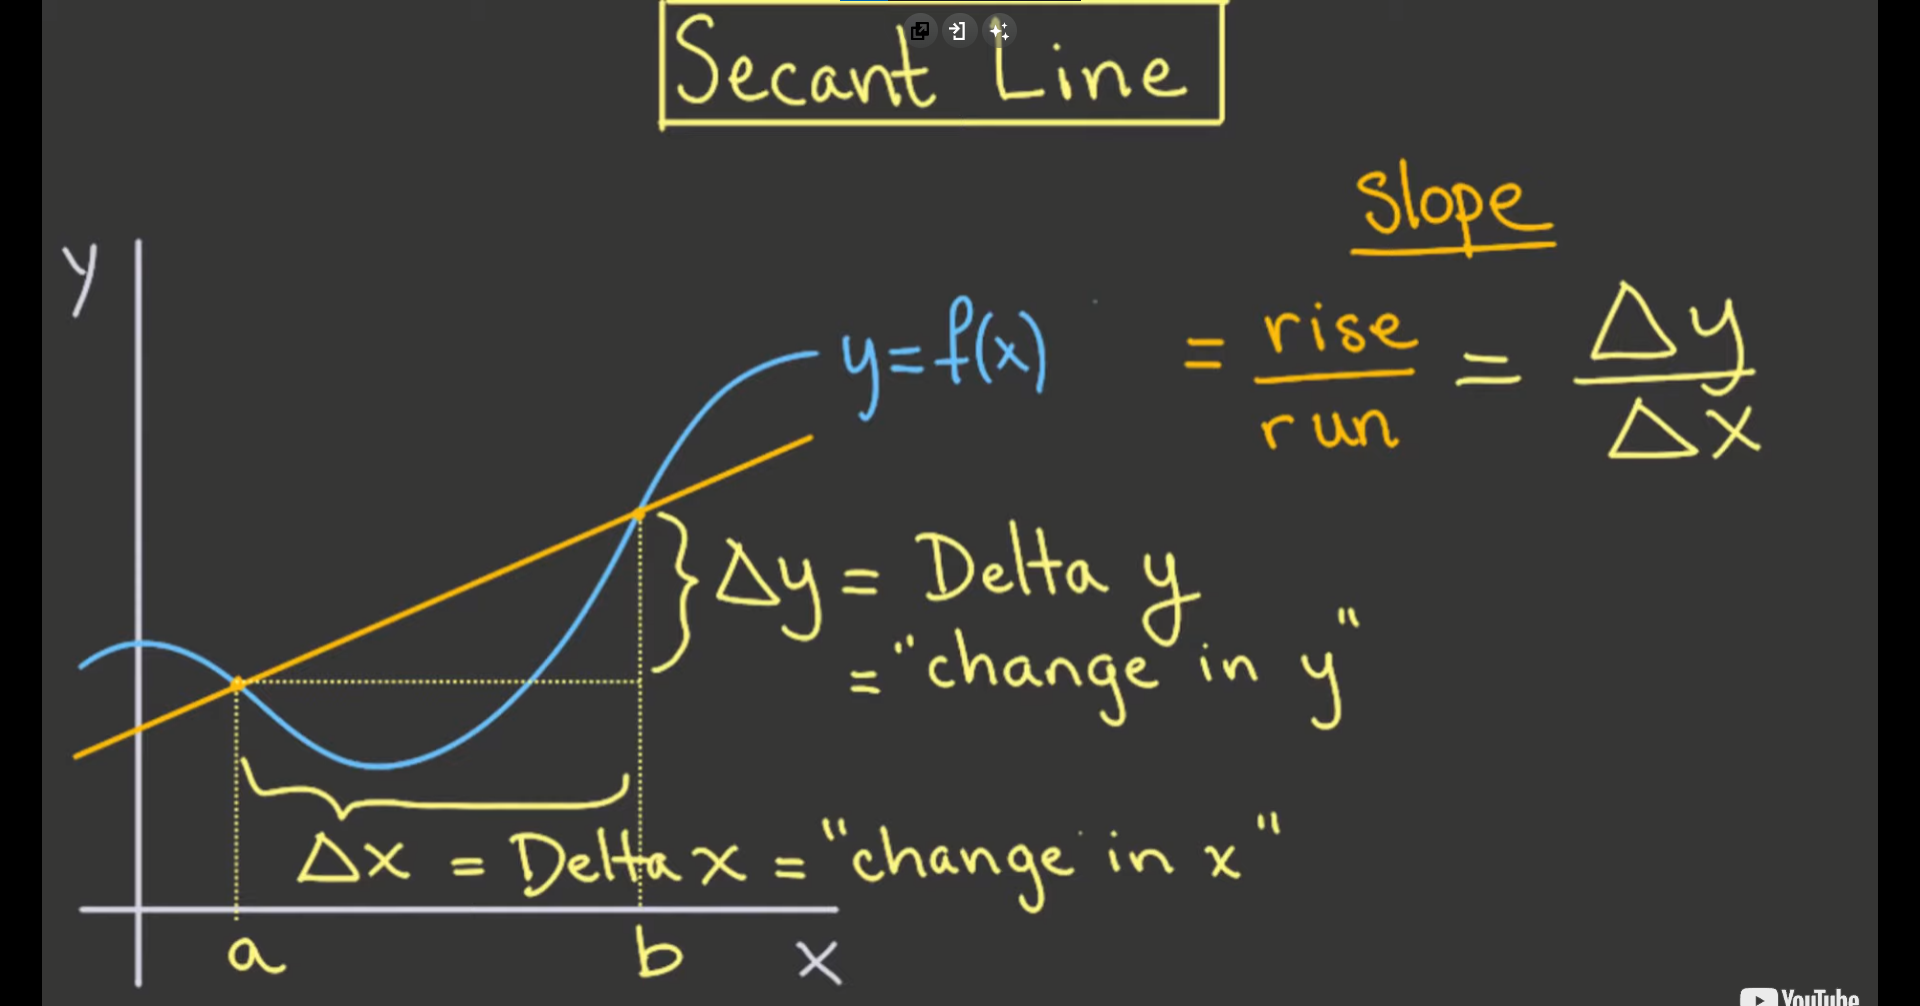 Secant Line
slope
y
y=f(x)
= rise/run = Δy/Δx
Δy = Delta y
= "change in y"
Δx = Delta x = "change in x"
a
b
x
YouTube